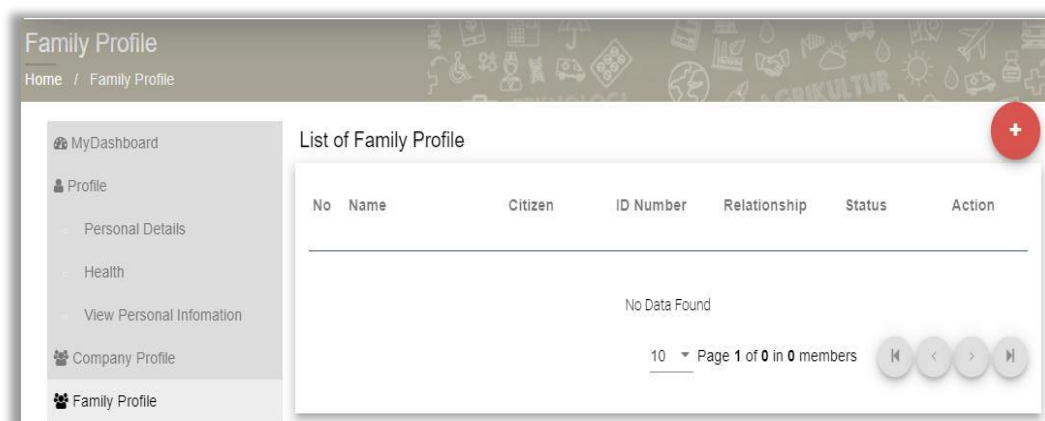 Family Profile
Home / Family Profile
AGRIKULTUR
MyDashboard
Profile
Personal Details
Health
View Personal Infomation
Company Profile
Family Profile
List of Family Profile
+
No Name Citizen ID Number Relationship Status Action
No Data Found
10 Page 1 of 0 in 0 members